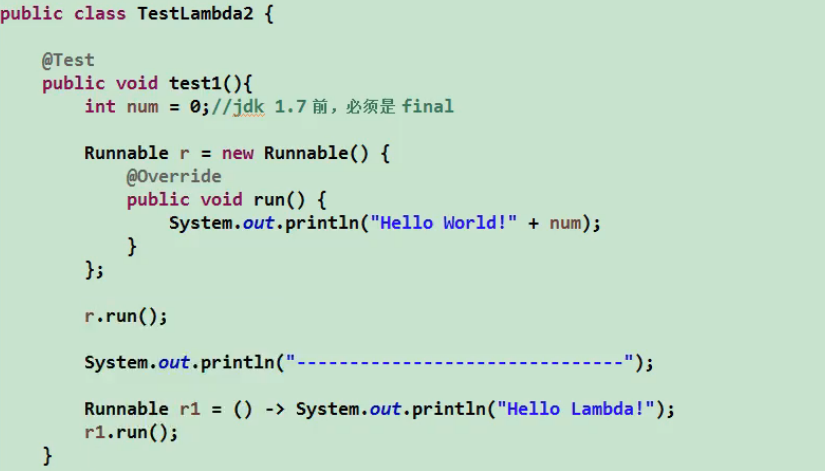 public class TestLambda2 {
@Test
public void test1(){
int num = 0;//jdk 1.7 前，必须是 final
Runnable r = new Runnable() {
@Override
public void run() {
System.out.println("Hello World!" + num);
}
};
r.run();
System.out.println("-------------------------------");
Runnable r1 = () -> System.out.println("Hello Lambda!");
r1.run();
}